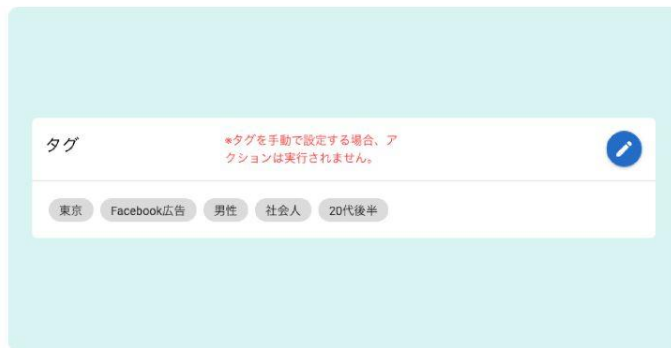 タグ
※タグを手動で設定する場合、ア
クションは実行されません。
東京 Facebook広告 男性 社会人 20代後半